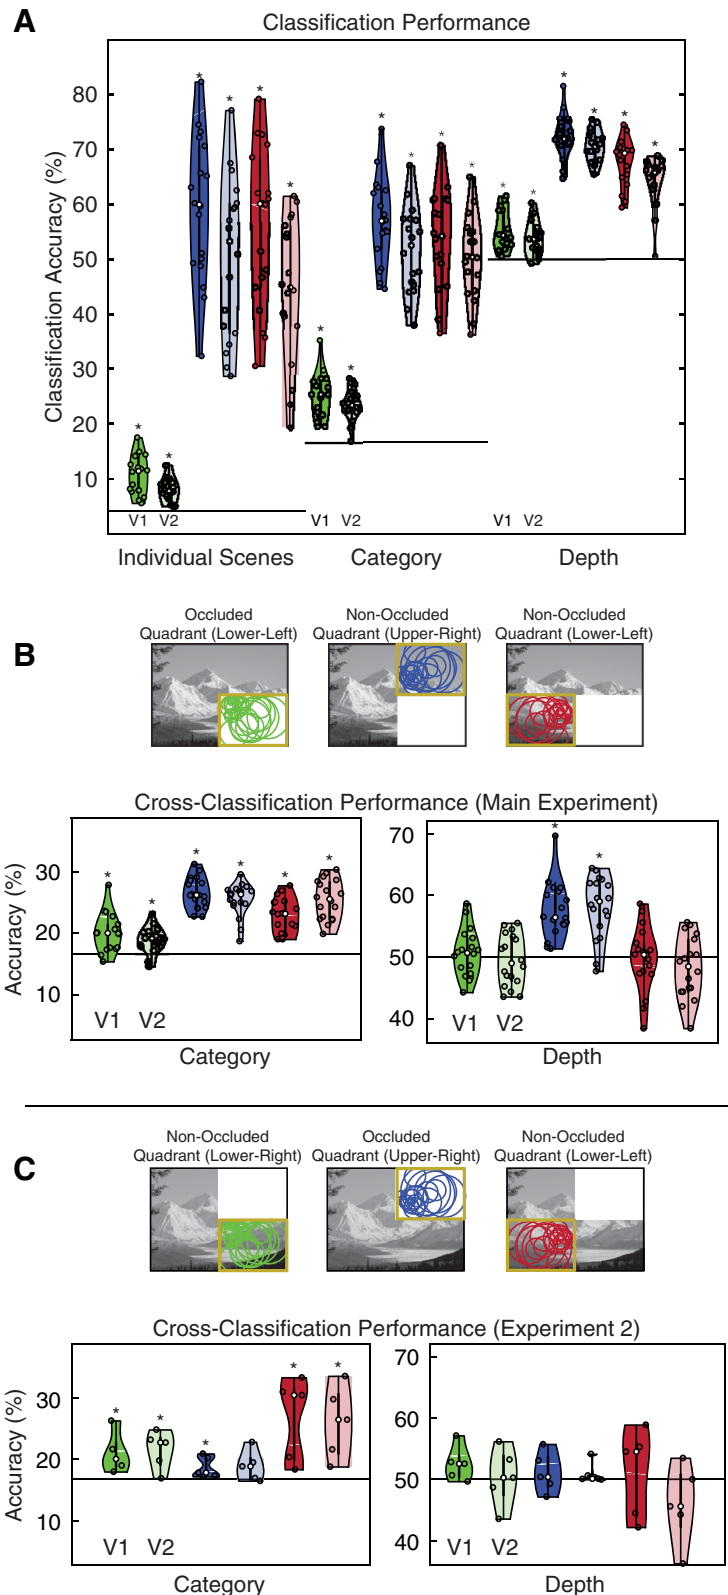 A
Classification Performance
Classification Accuracy (%)
80
70
60
50
40
30
20
10
* * * * * * * * * * * * * * * * * *
V1 V2 V1 V2 V1 V2
Individual Scenes Category Depth
B
Occluded Non-Occluded Non-Occluded
Quadrant (Lower-Left) Quadrant (Upper-Right) Quadrant (Lower-Left)
Cross-Classification Performance (Main Experiment)
Accuracy (%)
30
20
10
* * * * * *
V1 V2
Category
70
60
50
40
* *
V1 V2
Depth
C
Non-Occluded Occluded Non-Occluded
Quadrant (Lower-Right) Quadrant (Upper-Right) Quadrant (Lower-Left)
Cross-Classification Performance (Experiment 2)
Accuracy (%)
30
20
10
* * * * *
V1 V2
Category
70
60
50
40
V1 V2
Depth